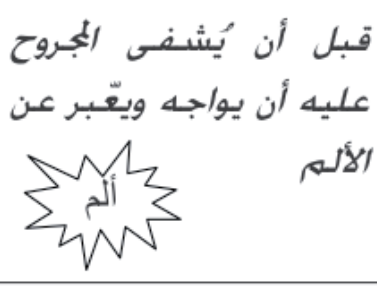 قبل أن يُشفى المجروح
عليه أن يواجه ويعّبر عن
الألم
ألم